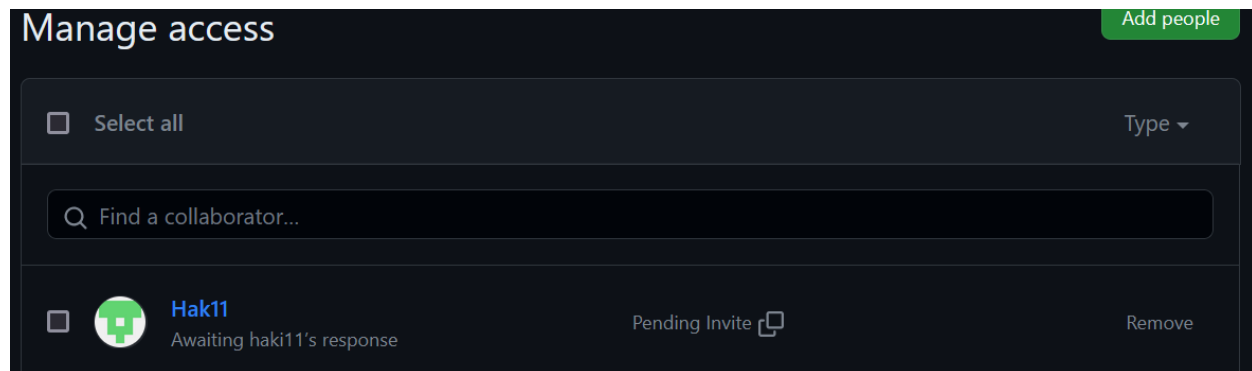 Manage access
Add people
Select all
Type
Find a collaborator...
Hak11
Awaiting haki11's response
Pending Invite
Remove